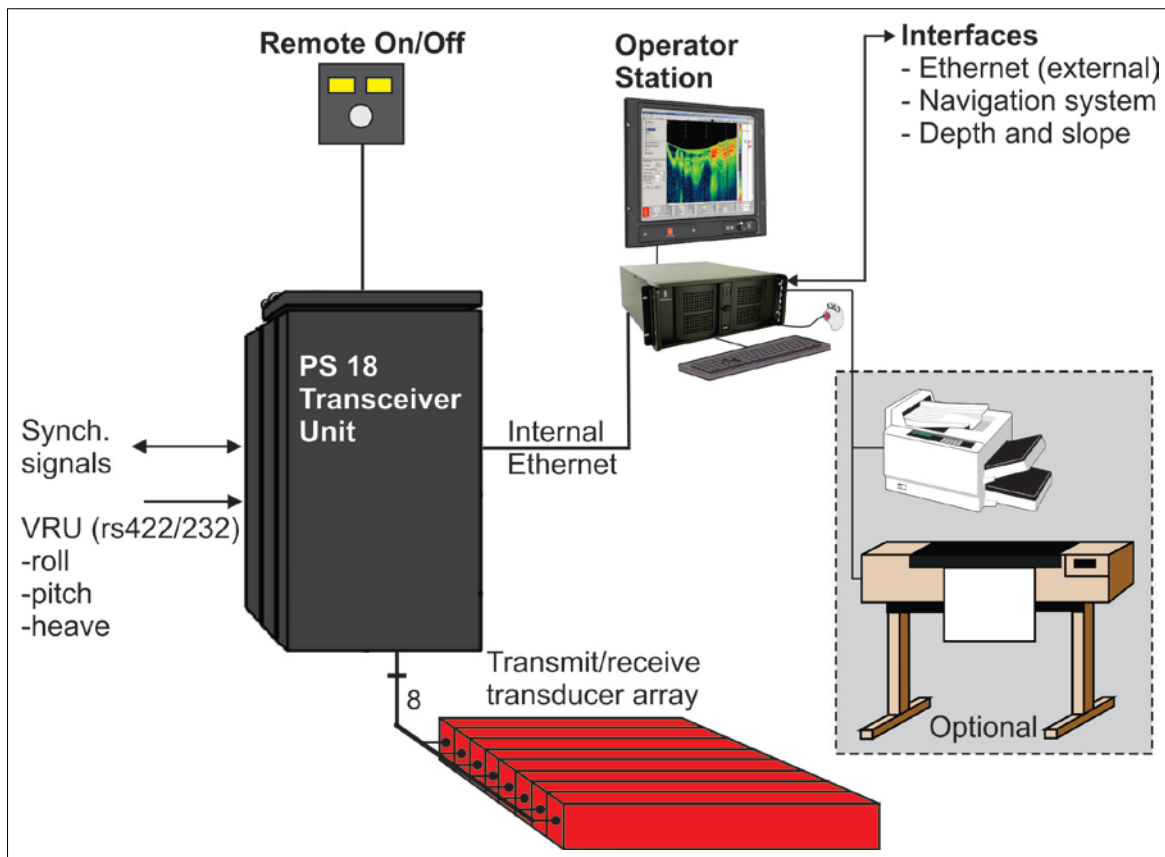 Remote On/Off
Operator
Station
Interfaces
- Ethernet (external)
- Navigation system
- Depth and slope
PS 18
Transceiver
Unit
Internal
Ethernet
Synch.
signals
VRU (rs422/232)
-roll
-pitch
-heave
Transmit/receive
transducer array
8
Optional